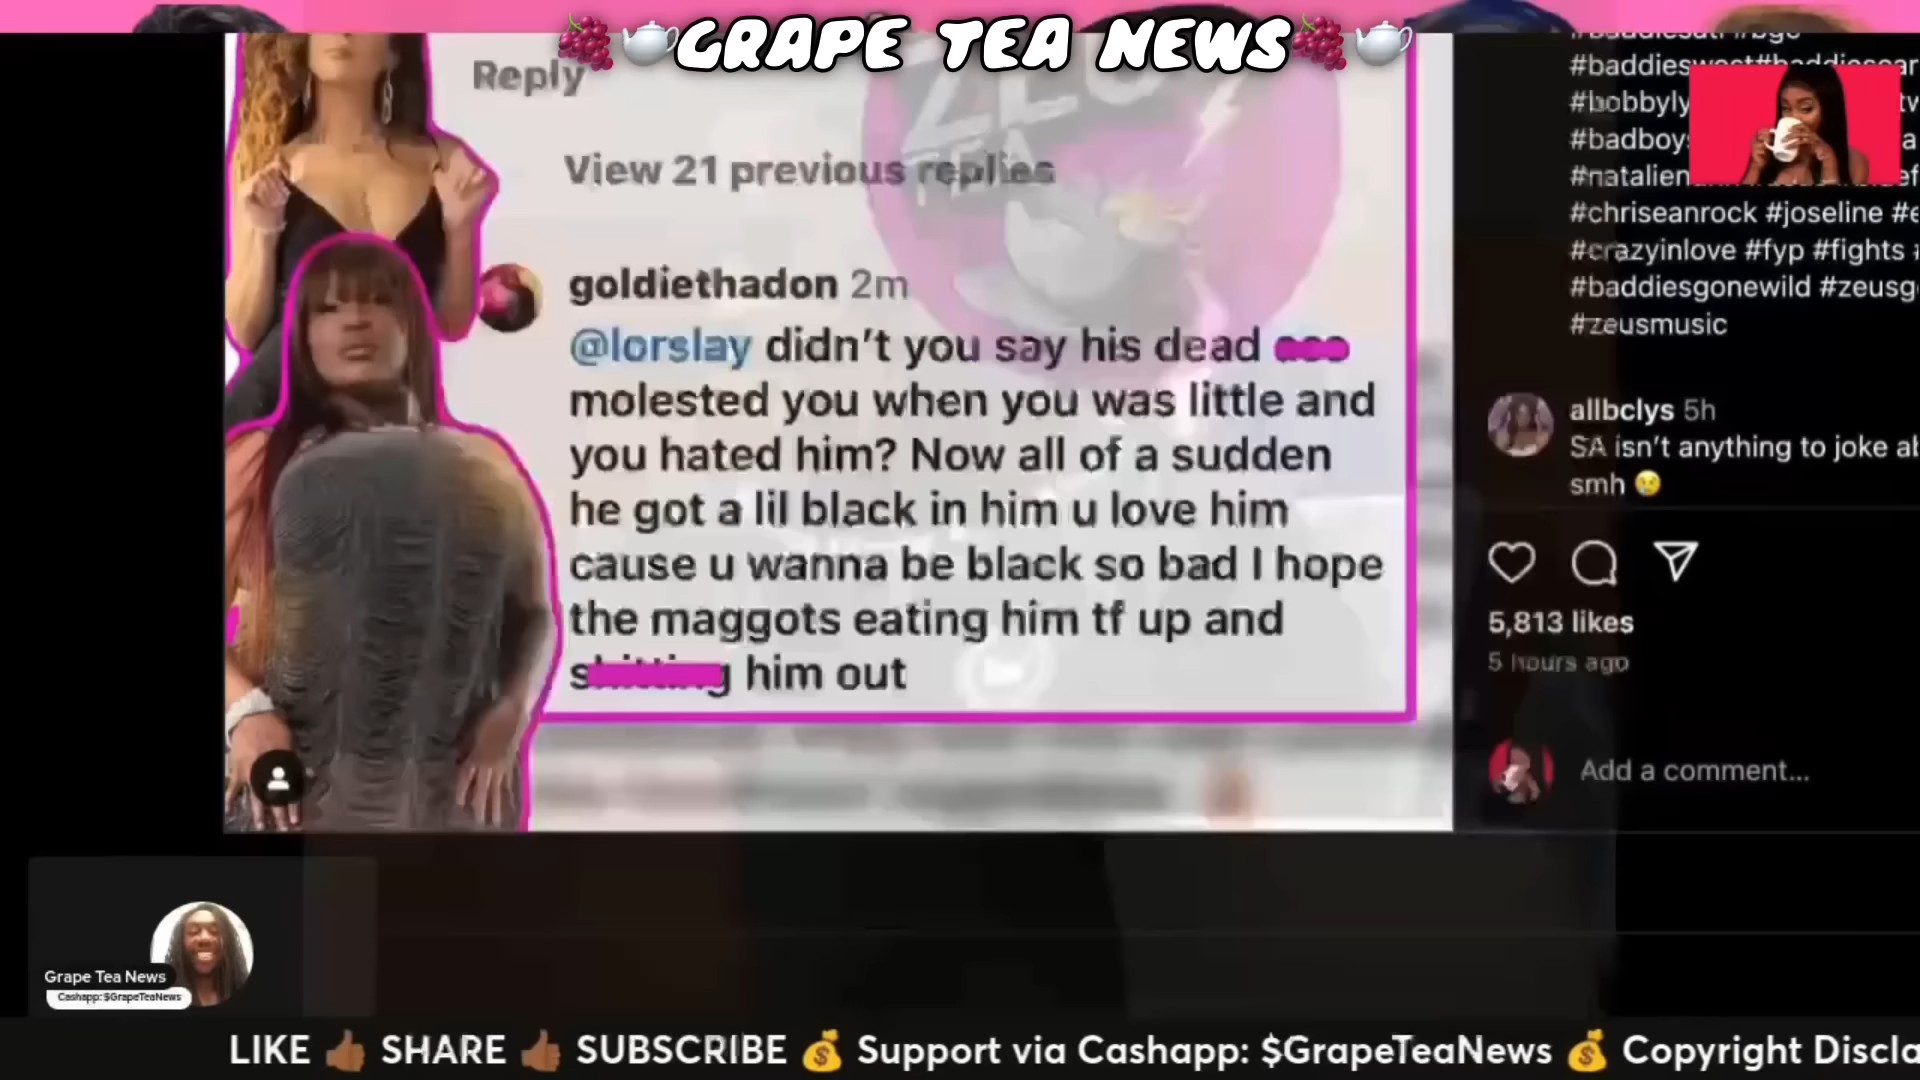 GRAPE TEA NEWS
Reply
View 21 previous replies
goldiethadon 2m
@lorslay didn't you say his dead
molested you when you was little and
you hated him? Now all of a sudden
he got a lil black in him u love him
cause u wanna be black so bad I hope
the maggots eating him tf up and
him out
#chriseanrock #joseline
#crazyinlove #fyp #fights
#baddiesgonewild #zeusg
#zeusmusic
allbclys 5h
SA isn't anything to joke
smh 😢
5,813 likes
5 hours ago
Add a comment...
Grape Tea News
Cashapp: $GrapeTeaNews
LIKE 👍🏾 SHARE 👍🏾 SUBSCRIBE 💰 Support via Cashapp: $GrapeTeaNews 💰 Copyright Discla